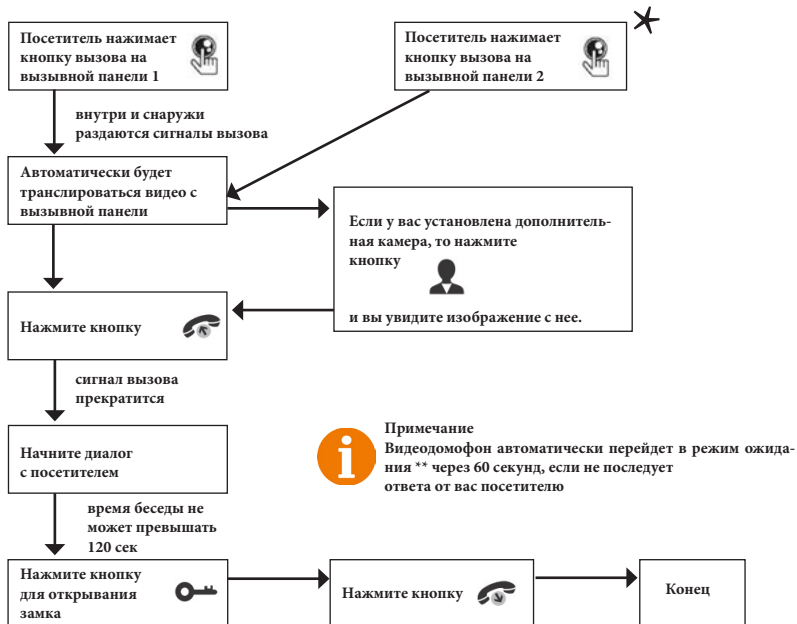 Посетитель нажимает
кнопку вызова на
вызывной панели 1
Посетитель нажимает
кнопку вызова на
вызывной панели 2
внутри и снаружи
раздаются сигналы вызова
Автоматически будет
транслироваться видео с
вызывной панели
Если у вас установлена дополнитель-
ная камера, то нажмите
кнопку
и вы увидите изображение с нее.
Нажмите кнопку
сигнал вызова
прекратится
Начните диалог
с посетителем
Примечание
Видеодомофон автоматически перейдет в режим ожида-
ния ** через 60 секунд, если не последует
ответа от вас посетителю
время беседы не
может превышать
120 сек
Нажмите кнопку
для открывания
замка
Нажмите кнопку
Конец